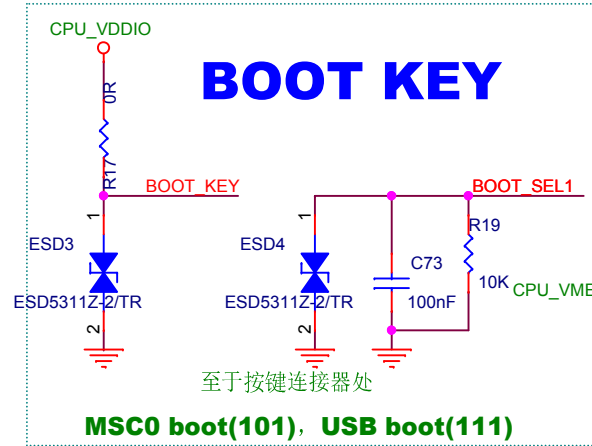 CPU_VDDIO
BOOT KEY
0R
R17
BOOT_KEY
BOOT_SEL1
1
1
R19
ESD3
ESD4
C73
10K
CPU_VME
ESD5311Z-2/TR
ESD5311Z-2/TR
100nF
2
2
至于按键连接器处
MSC0 boot(101)，USB boot(111)